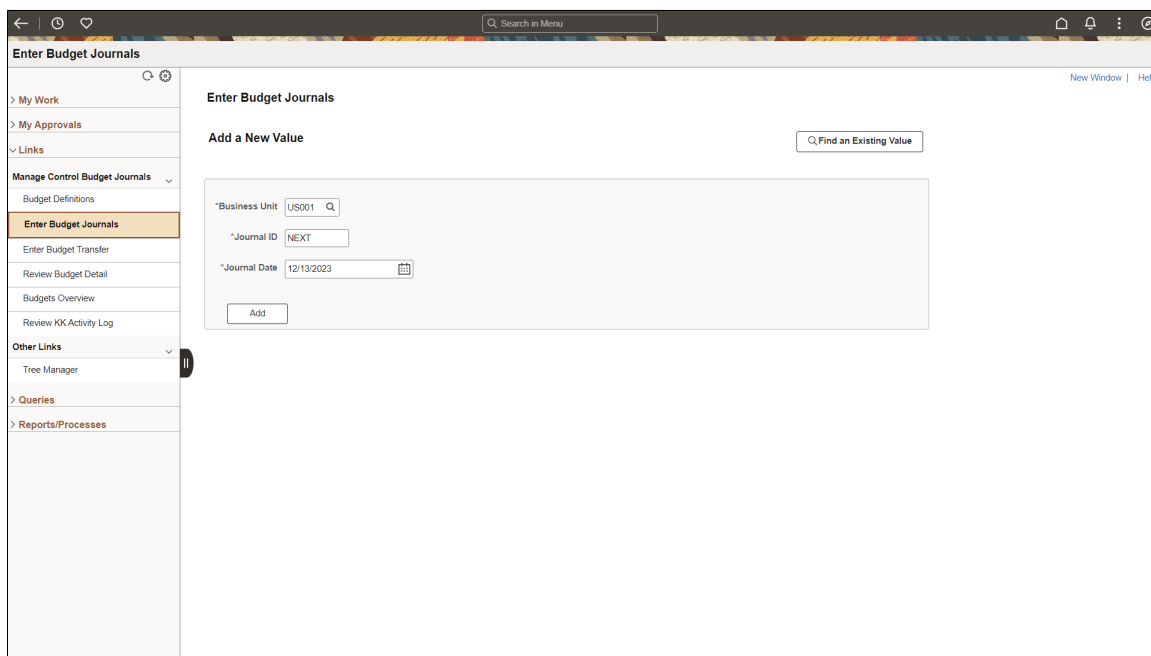 Search in Menu
Enter Budget Journals
New Window | Hel
My Work
My Approvals
Links
Manage Control Budget Journals
Budget Definitions
Enter Budget Journals
Enter Budget Transfer
Review Budget Detail
Budgets Overview
Review KK Activity Log
Other Links
Tree Manager
Queries
Reports/Processes
Enter Budget Journals
Add a New Value
Find an Existing Value
*Business Unit US001
*Journal ID NEXT
*Journal Date 12/13/2023
Add